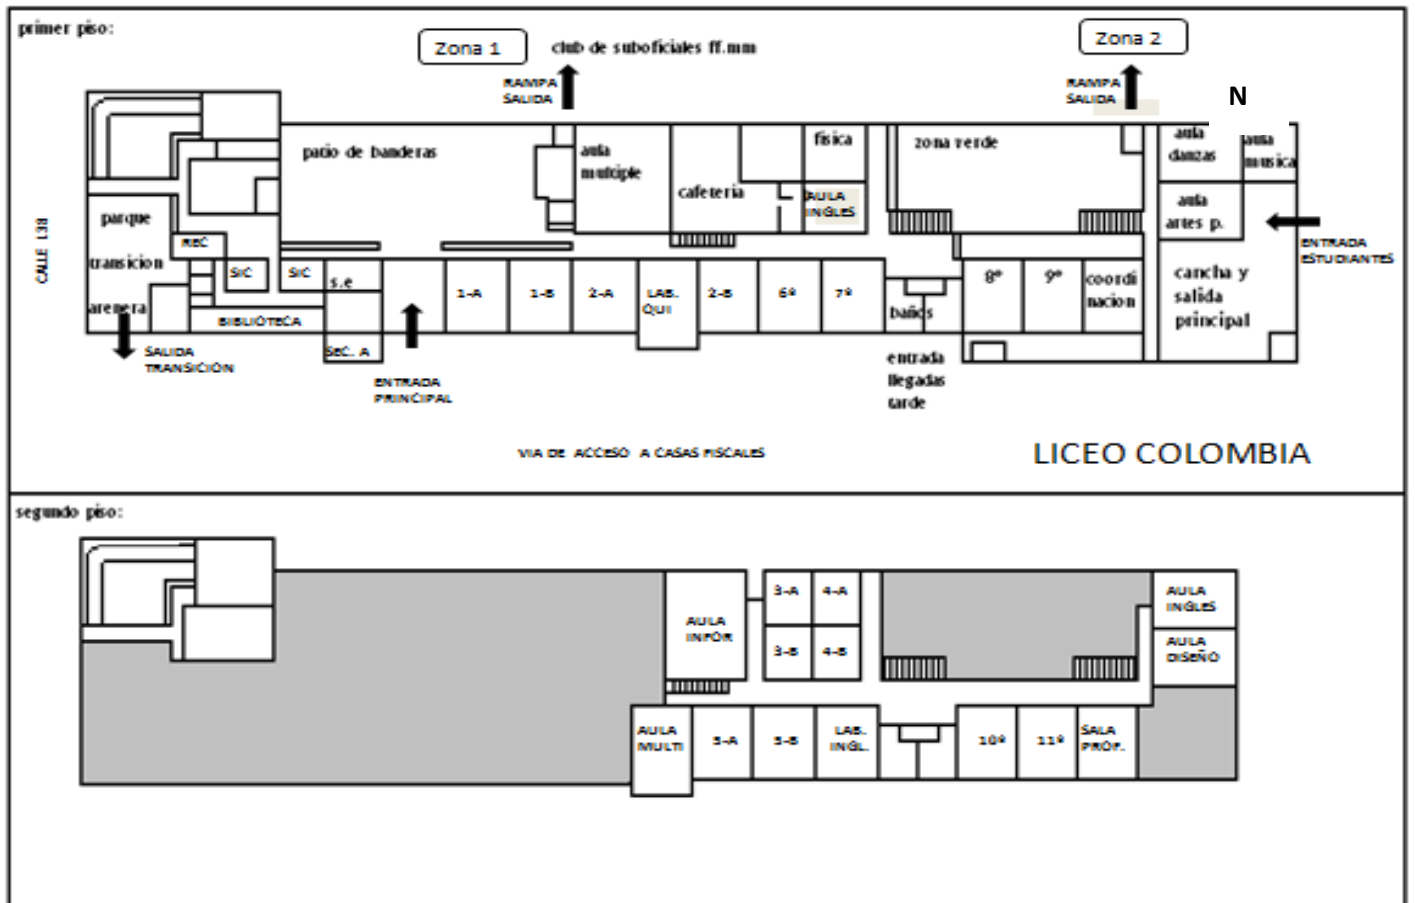 primer piso:
Zona 1
club de suboficiales ff.mm
Zona 2
RAMPA
SALIDA
RAMPA
SALIDA
N
patio de banderas
aula
multiple
cafeteria
fisica
AULA
INGLES
zona verde
aula
danzas
aula
musica
aula
artes p.
ENTRADA
ESTUDIANTES
CALLE 138
parque
transicion
arenera
REC
SIC
SIC
s.e
BIBLIOTECA
SEC. A
1-A
1-B
2-A
LAB.
QUI
2-B
6º
7º
baños
8º
9º
coordi
nacion
cancha y
salida
principal
SALIDA
TRANSICIÓN
ENTRADA
PRINCIPAL
entrada
llegadas
tarde
VIA DE ACCESO A CASAS FISCALES
LICEO COLOMBIA
segundo piso:
AULA
INFOR
3-A
4-A
3-B
4-B
AULA
INGLES
AULA
DISEÑO
AULA
MULTI
5-A
5-B
LAB.
INGL.
10º
11º
SALA
PROF.